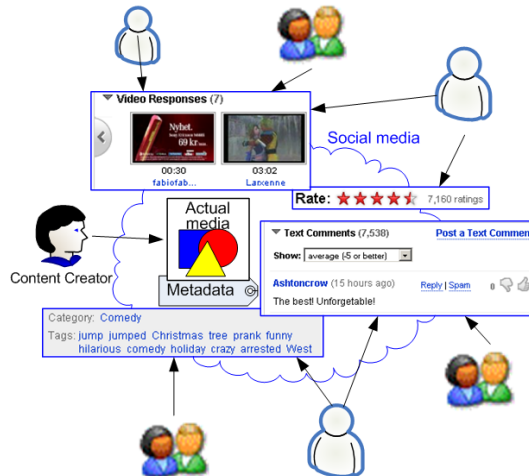 Video Responses (7)
Nyhet.
69 kr
00:30
fabiofab...
03:02
Larxenne
Social media
Rate:
7,160 ratings
Actual
media
Metadata
Content Creator
Text Comments (7,538)
Post a Text Commen
Show:
average (-5 or better)
Ashtoncrow (15 hours ago)
Reply | Spam
0
The best! Unforgetable!
Category: Comedy
Tags: jump jumped Christmas tree prank funny
hilarious comedy holiday crazy arrested West